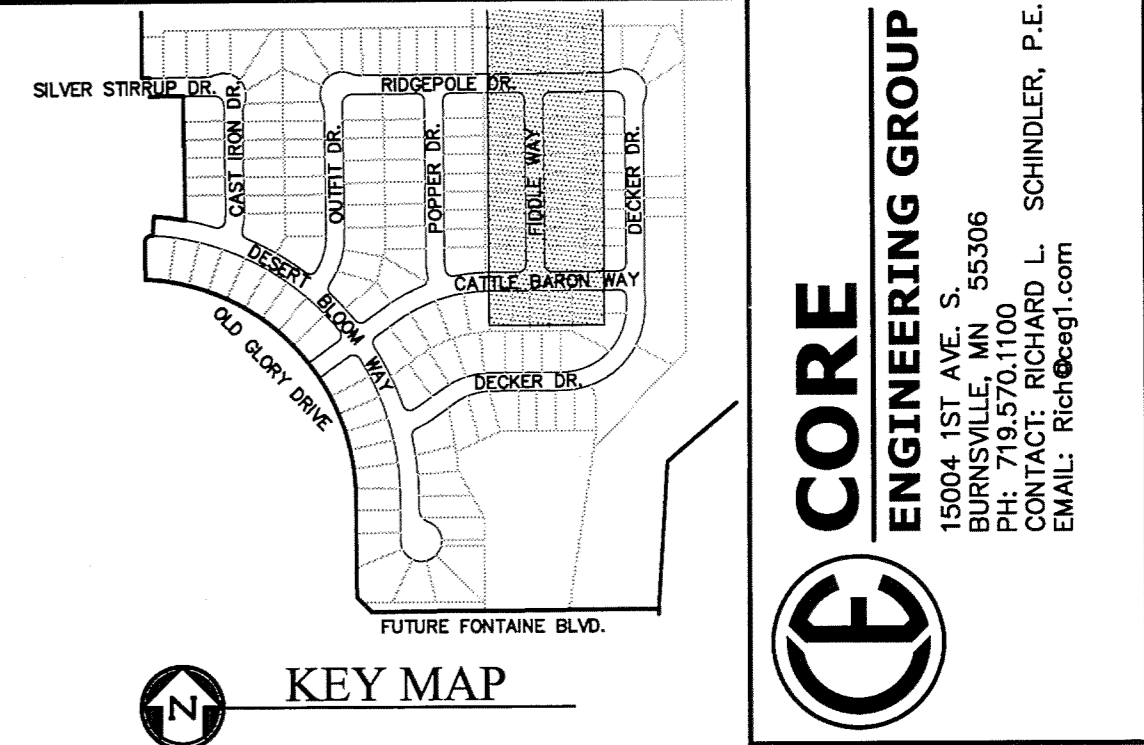 SILVER STIRRUP DR.
CAST IRON DR.
OUTFIT DR.
RIDGEPOLE DR.
POPPER DR.
FIDDLE WAY
DECKER DR.
DESERT BLOOM WAY
CATTLE BARON WAY
OLD GLORY DRIVE
DECKER DR.
FUTURE FONTAINE BLVD.
N
KEY MAP
CORE
ENGINEERING GROUP
15004 1ST AVE. S.
BURNSVILLE, MN 55306
PH: 719.570.1100
CONTACT: RICHARD L. SCHINDLER, P.E.
EMAIL: Rich@ceg1.com